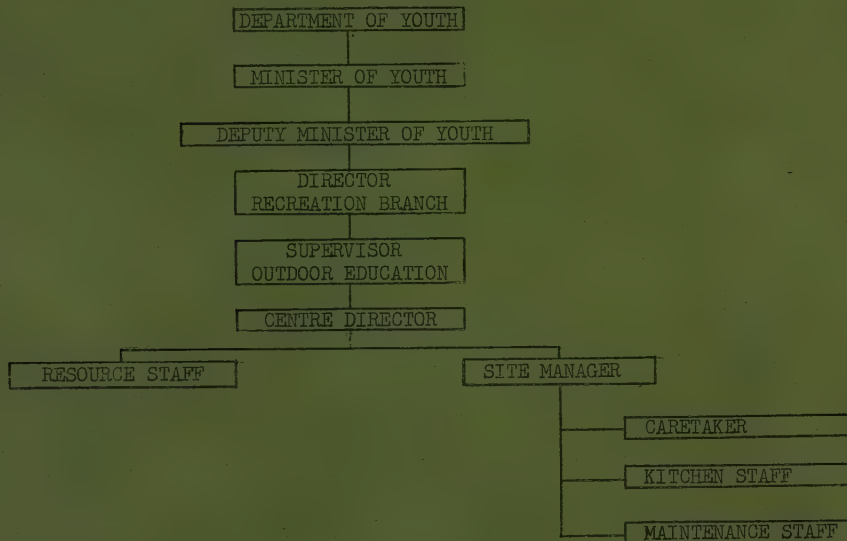 DEPARTMENT OF YOUTH
MINISTER OF YOUTH
DEPUTY MINISTER OF YOUTH
DIRECTOR
RECREATION BRANCH
SUPERVISOR
OUTDOOR EDUCATION
CENTRE DIRECTOR
RESOURCE STAFF
SITE MANAGER
CARETAKER
KITCHEN STAFF
MAINTENANCE STAFF